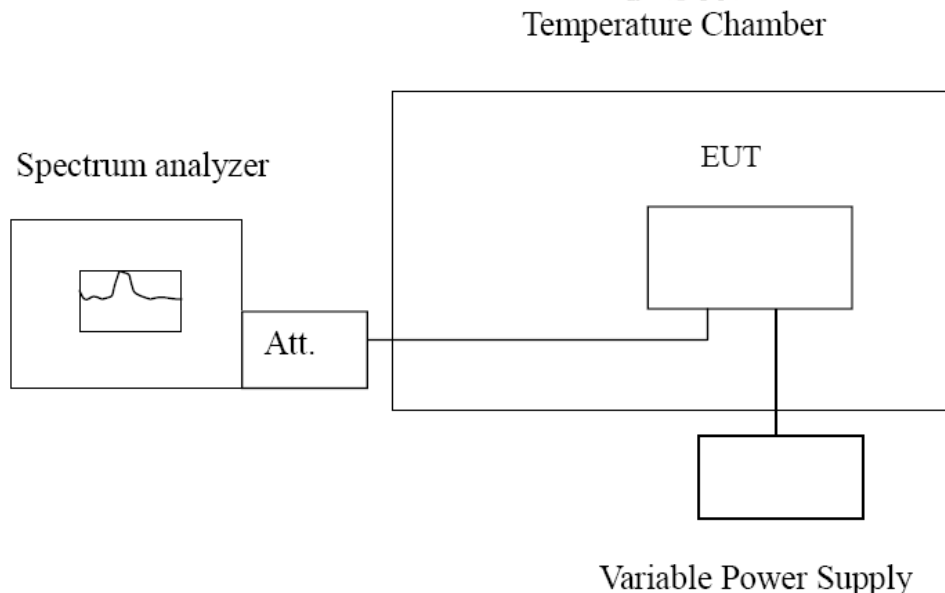 Temperature Chamber
Spectrum analyzer
EUT
Att.
Variable Power Supply